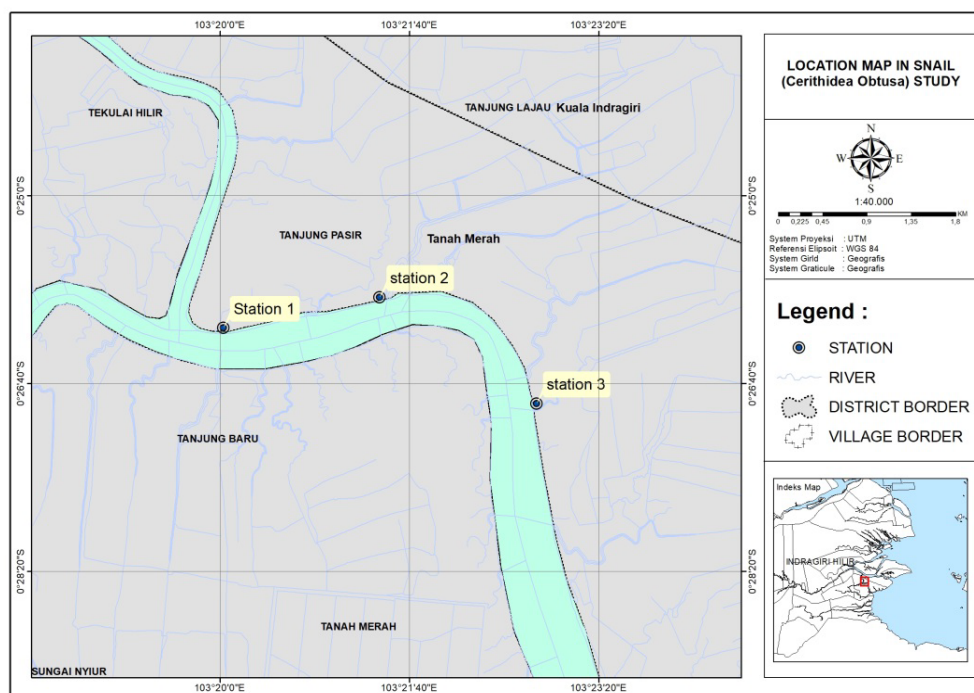 103°20'0"E
103°21'40"E
103°23'20"E
0°25'0"S
0°26'40"S
0°28'20"S
0°25'0"S
0°26'40"S
0°28'20"S
103°20'0"E
103°21'40"E
103°23'20"E
TEKULAI HILIR
TANJUNG LAJAU Kuala Indragiri
TANJUNG PASIR
Tanah Merah
station 2
Station 1
station 3
TANJUNG BARU
TANAH MERAH
SUNGAI NYIUR
LOCATION MAP IN SNAIL
(Cerithidea Obtusa) STUDY
N
W E
S
1:40.000
KM
0 0,225 0,45 0,9 1,35 1,8
System Proyeksi : UTM
Referensi Elipsoit : WGS 84
System Girld : Geografis
System Graticule : Geografis
Legend :
STATION
RIVER
DISTRICT BORDER
VILLAGE BORDER
Indeks Map
INDRAGIRI HILIR